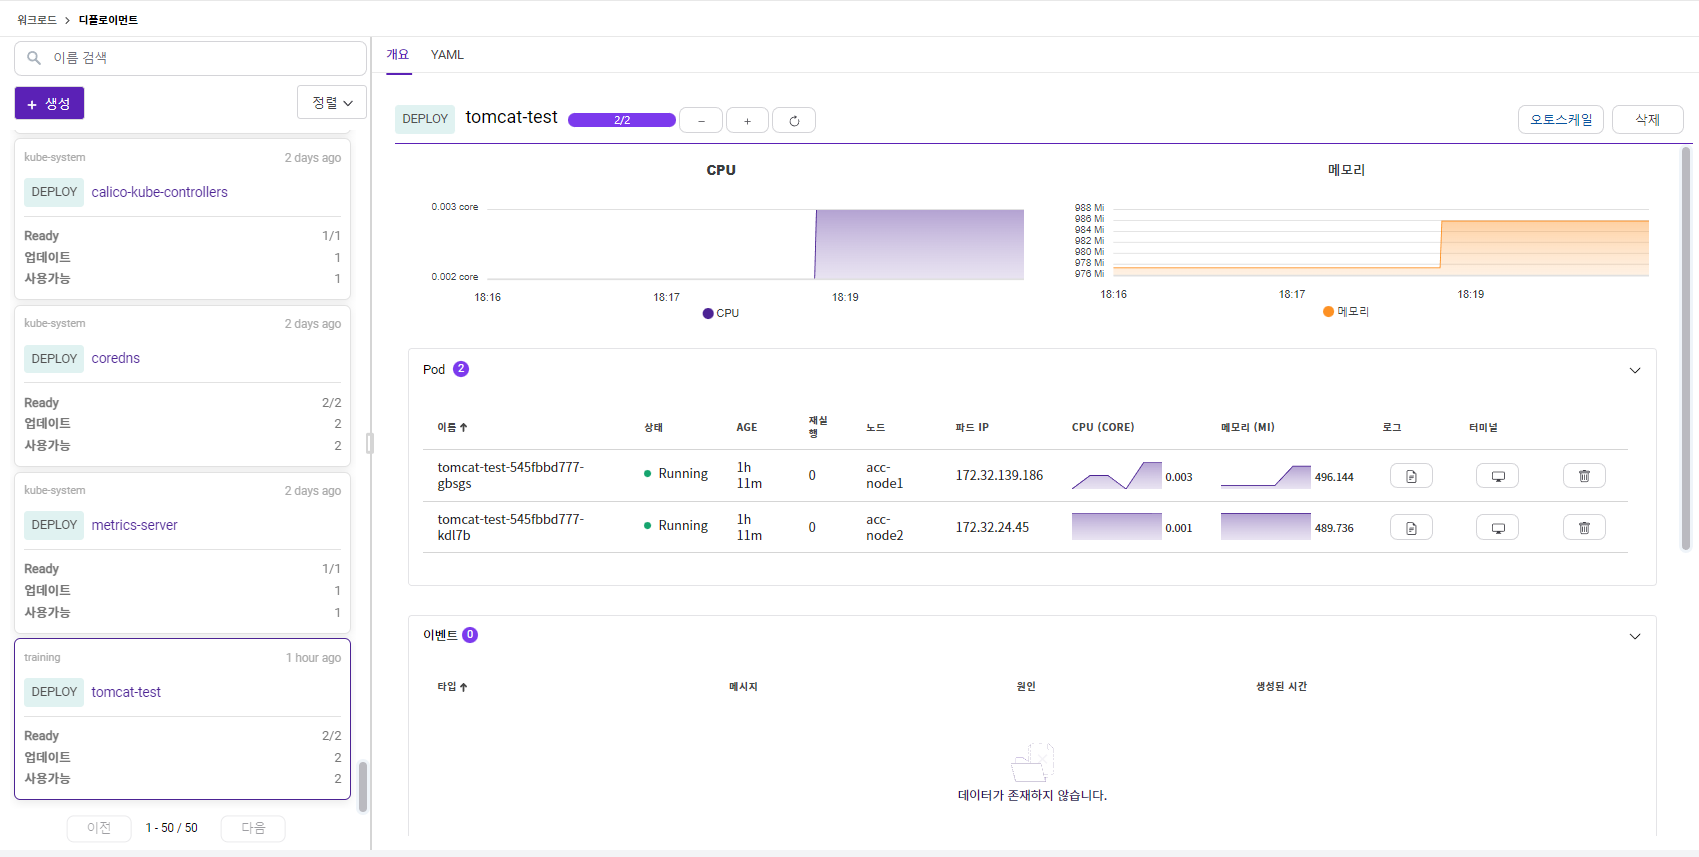 워크로드 > 디플로이먼트
이름 검색
+ 생성
정렬
kube-system 2 days ago
DEPLOY calico-kube-controllers
Ready 1/1
업데이트 1
사용가능 1
kube-system 2 days ago
DEPLOY coredns
Ready 2/2
업데이트 2
사용가능 2
kube-system 2 days ago
DEPLOY metrics-server
Ready 1/1
업데이트 1
사용가능 1
training 1 hour ago
DEPLOY tomcat-test
Ready 2/2
업데이트 2
사용가능 2
이전 1 - 50 / 50 다음
개요 YAML
DEPLOY tomcat-test 2/2 − + 오토스케일 삭제
CPU
0.003 core
0.002 core
18:16 18:17 18:19
CPU
메모리
988 Mi
986 Mi
984 Mi
982 Mi
980 Mi
978 Mi
976 Mi
18:16 18:17 18:19
메모리
Pod 2
이름 상태 AGE 재실행 노드 파드 IP CPU (CORE) 메모리 (MI) 로그 터미널
tomcat-test-545fbbd777-gbsgs Running 1h 11m 0 acc-node1 172.32.139.186 0.003 496.144
tomcat-test-545fbbd777-kdl7b Running 1h 11m 0 acc-node2 172.32.24.45 0.001 489.736
이벤트 0
타입 메시지 원인 생성된 시간
데이터가 존재하지 않습니다.